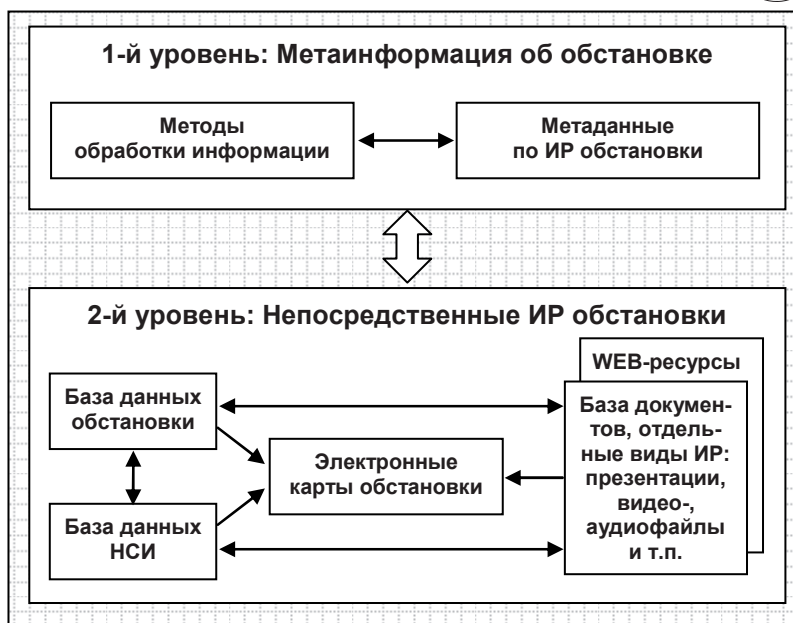 1-й уровень: Метаинформация об обстановке
Методы
обработки информации
Метаданные
по ИР обстановки
2-й уровень: Непосредственные ИР обстановки
WEB-ресурсы
База данных
обстановки
База докумен-
тов, отдель-
ные виды ИР:
презентации,
видео-,
аудиофайлы
и т.п.
Электронные
карты обстановки
База данных
НСИ